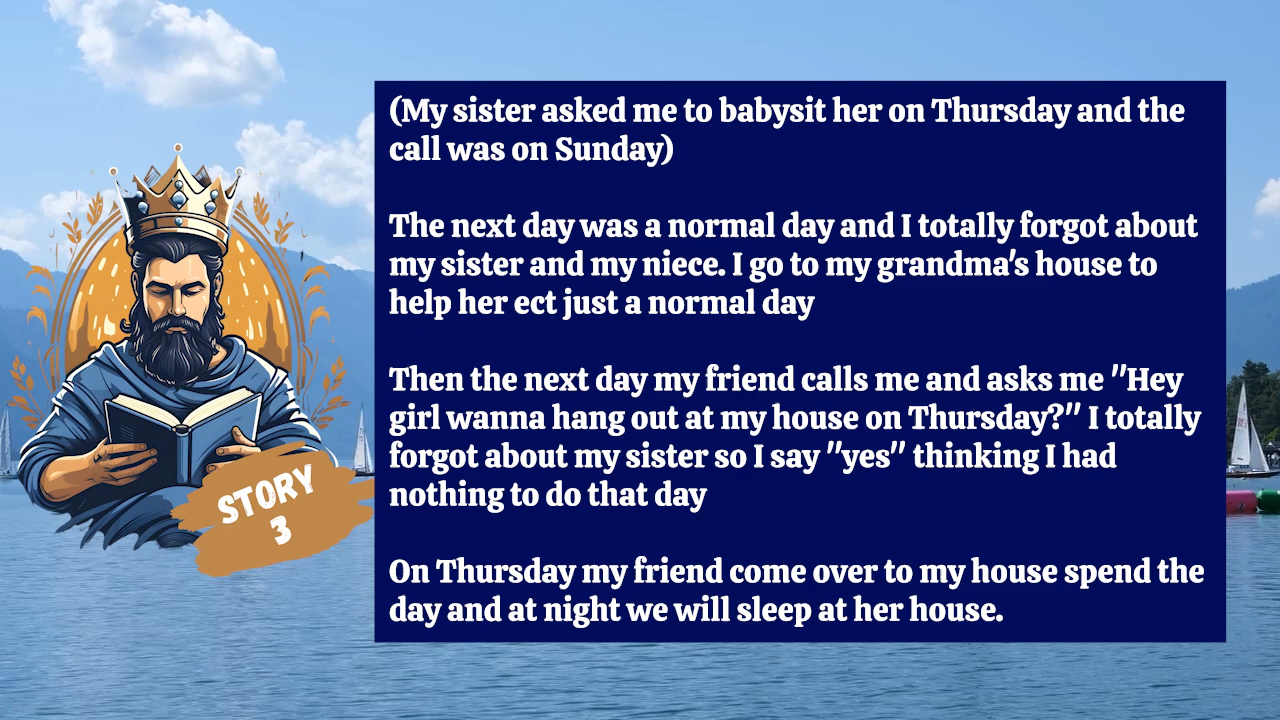 (My sister asked me to babysit her on Thursday and the
call was on Sunday)
The next day was a normal day and I totally forgot about
my sister and my niece. I go to my grandma's house to
help her ect just a normal day
Then the next day my friend calls me and asks me "Hey
girl wanna hang out at my house on Thursday?" I totally
forgot about my sister so I say "yes" thinking I had
nothing to do that day
On Thursday my friend come over to my house spend the
day and at night we will sleep at her house.
STORY
3